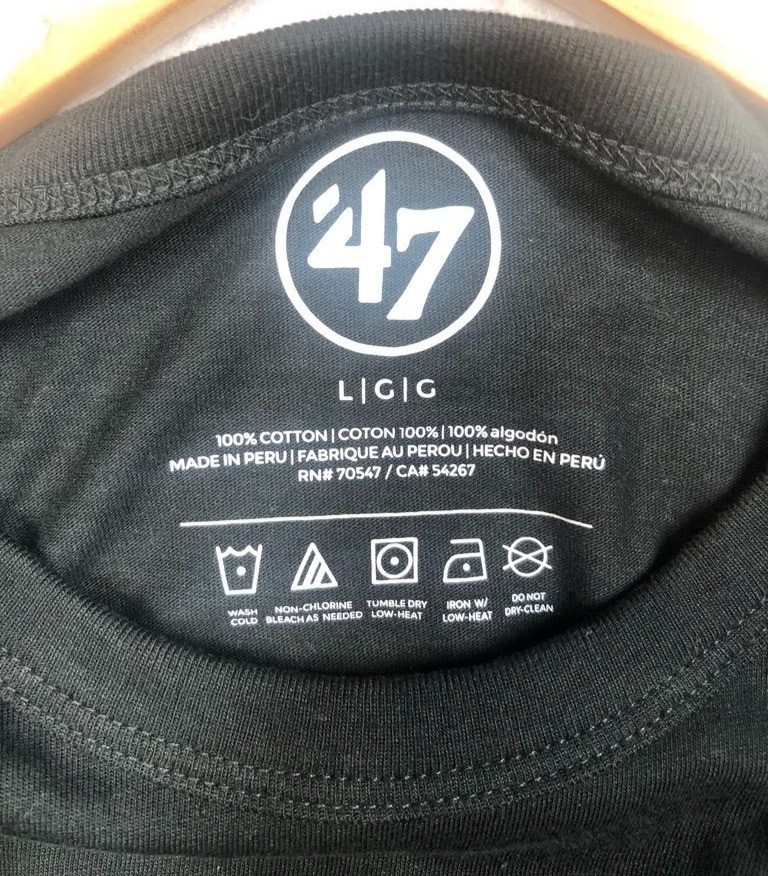 '47
L|G|G
100% COTTON | COTON 100% | 100% algodón
MADE IN PERU | FABRIQUE AU PEROU | HECHO EN PERÚ
RN# 70547 / CA# 54267
WASH COLD
NON-CHLORINE BLEACH AS NEEDED
TUMBLE DRY LOW-HEAT
IRON W/ LOW-HEAT
DO NOT DRY-CLEAN